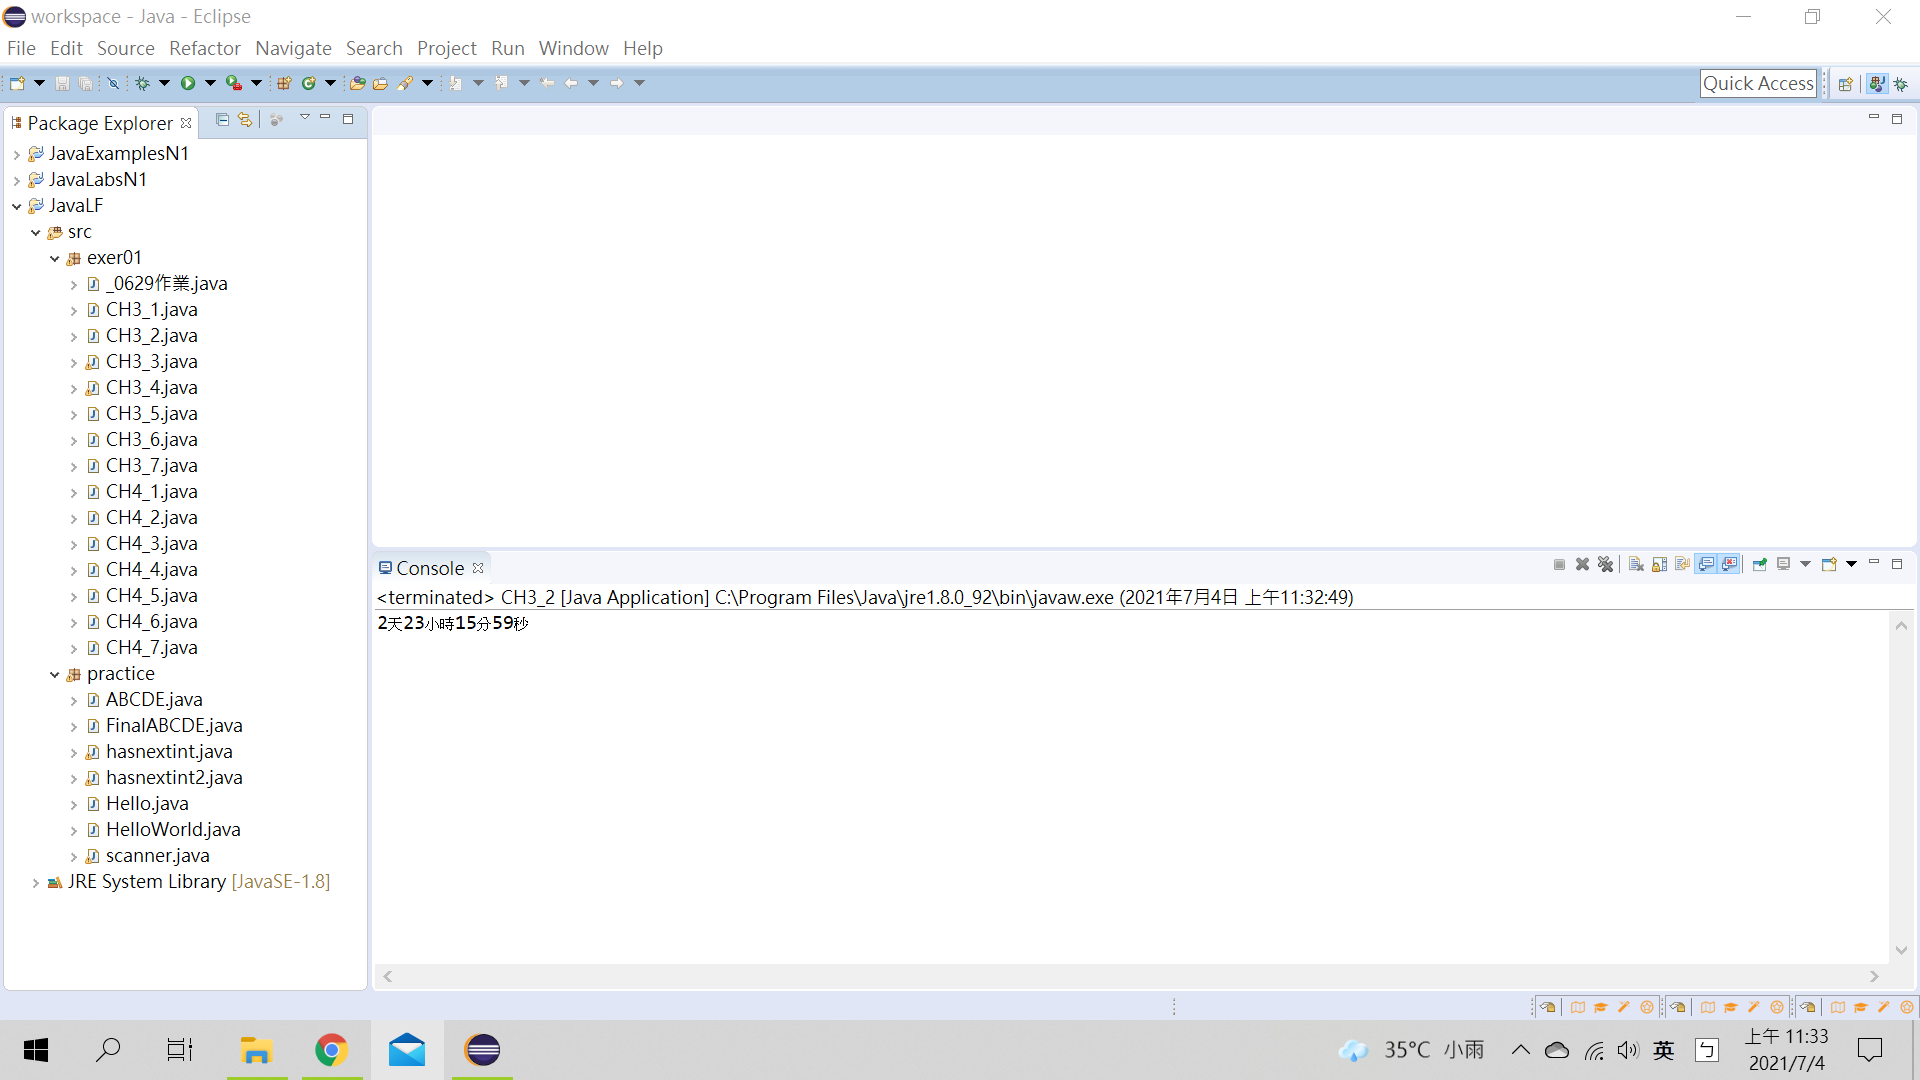 workspace - Java - Eclipse
File Edit Source Refactor Navigate Search Project Run Window Help
Quick Access
Package Explorer
JavaExamplesN1
JavaLabsN1
JavaLF
src
exer01
_0629作業.java
CH3_1.java
CH3_2.java
CH3_3.java
CH3_4.java
CH3_5.java
CH3_6.java
CH3_7.java
CH4_1.java
CH4_2.java
CH4_3.java
CH4_4.java
CH4_5.java
CH4_6.java
CH4_7.java
practice
ABCDE.java
FinalABCDE.java
hasnextint.java
hasnextint2.java
Hello.java
HelloWorld.java
scanner.java
JRE System Library [JavaSE-1.8]
Console
<terminated> CH3_2 [Java Application] C:\Program Files\Java\jre1.8.0_92\bin\javaw.exe (2021年7月4日 上午11:32:49)
2天23小時15分59秒
35°C 小雨
英
ㄅ
上午 11:33
2021/7/4